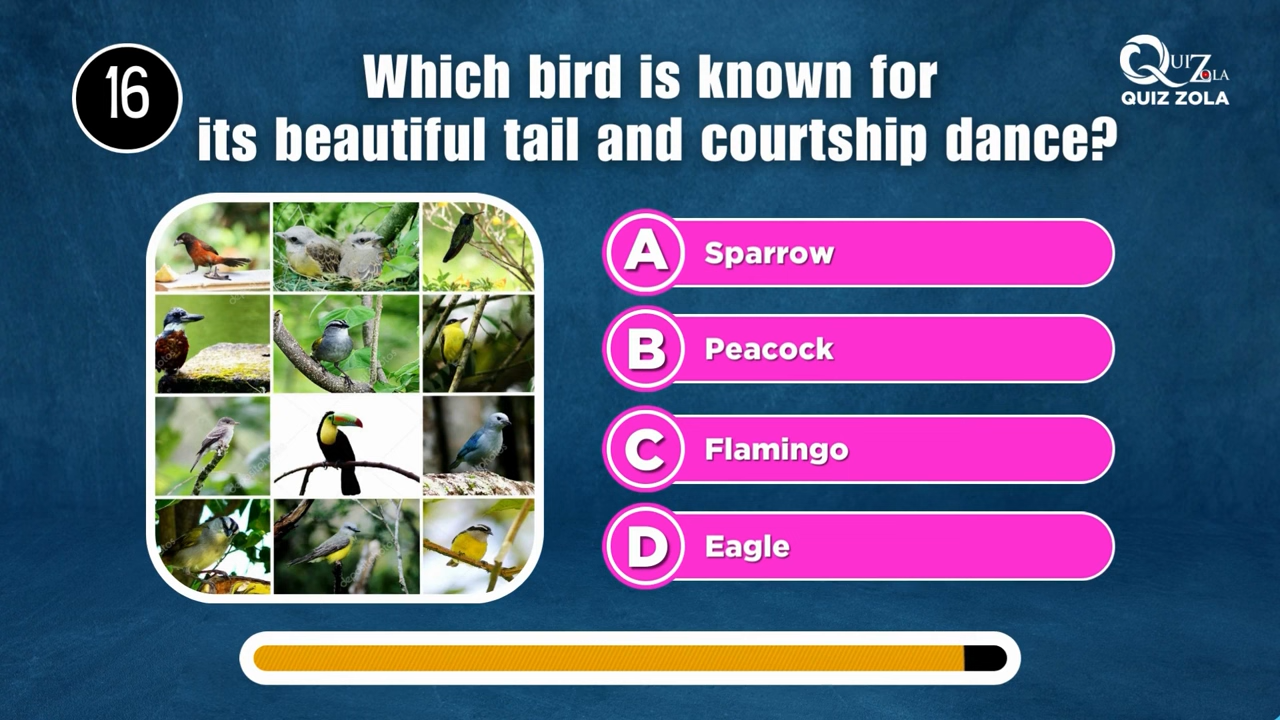 16
Which bird is known for
its beautiful tail and courtship dance?
QUIZ ZOLA
QUIZ ZOLA
A Sparrow
B Peacock
C Flamingo
D Eagle